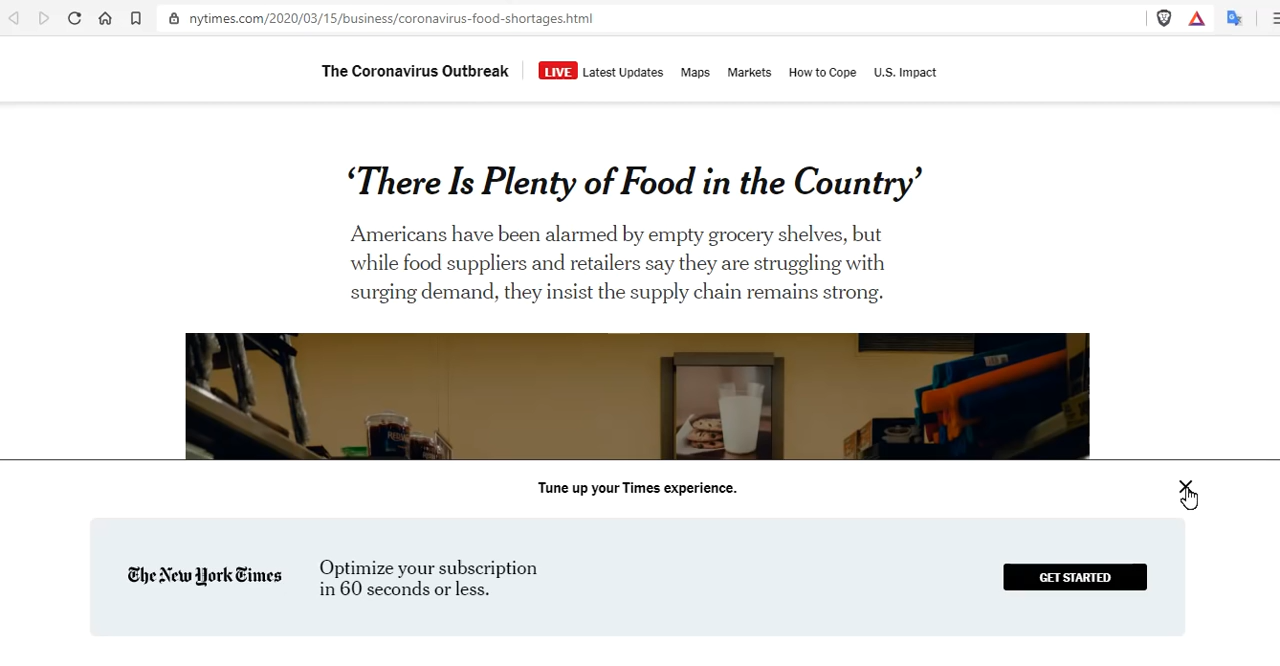 nytimes.com/2020/03/15/business/coronavirus-food-shortages.html
The Coronavirus Outbreak LIVE Latest Updates Maps Markets How to Cope U.S. Impact
‘There Is Plenty of Food in the Country’
Americans have been alarmed by empty grocery shelves, but
while food suppliers and retailers say they are struggling with
surging demand, they insist the supply chain remains strong.
Tune up your Times experience.
The New York Times
Optimize your subscription
in 60 seconds or less.
GET STARTED